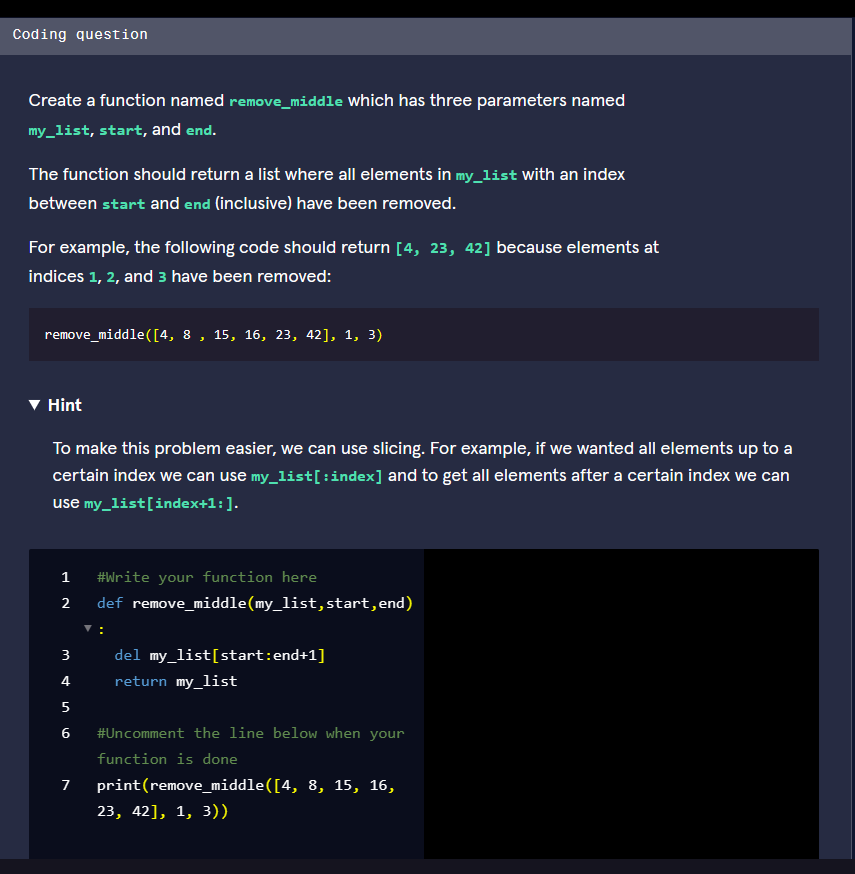 Coding question
Create a function named remove_middle which has three parameters named
my_list, start, and end.
The function should return a list where all elements in my_list with an index
between start and end (inclusive) have been removed.
For example, the following code should return [4, 23, 42] because elements at
indices 1, 2, and 3 have been removed:
remove_middle([4, 8 , 15, 16, 23, 42], 1, 3)
▼ Hint
To make this problem easier, we can use slicing. For example, if we wanted all elements up to a
certain index we can use my_list[:index] and to get all elements after a certain index we can
use my_list[index+1:].
1 #Write your function here
2 def remove_middle(my_list,start,end)
▼ :
3 del my_list[start:end+1]
4 return my_list
5
6 #Uncomment the line below when your
function is done
7 print(remove_middle([4, 8, 15, 16,
23, 42], 1, 3))